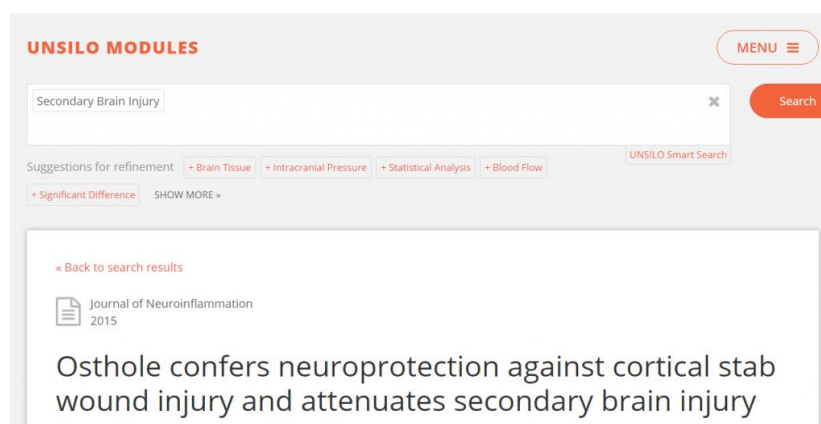 UNSILO MODULES
MENU
Secondary Brain Injury
Search
UNSILO Smart Search
Suggestions for refinement + Brain Tissue + Intracranial Pressure + Statistical Analysis + Blood Flow
+ Significant Difference SHOW MORE »
« Back to search results
Journal of Neuroinflammation
2015
Osthole confers neuroprotection against cortical stab
wound injury and attenuates secondary brain injury